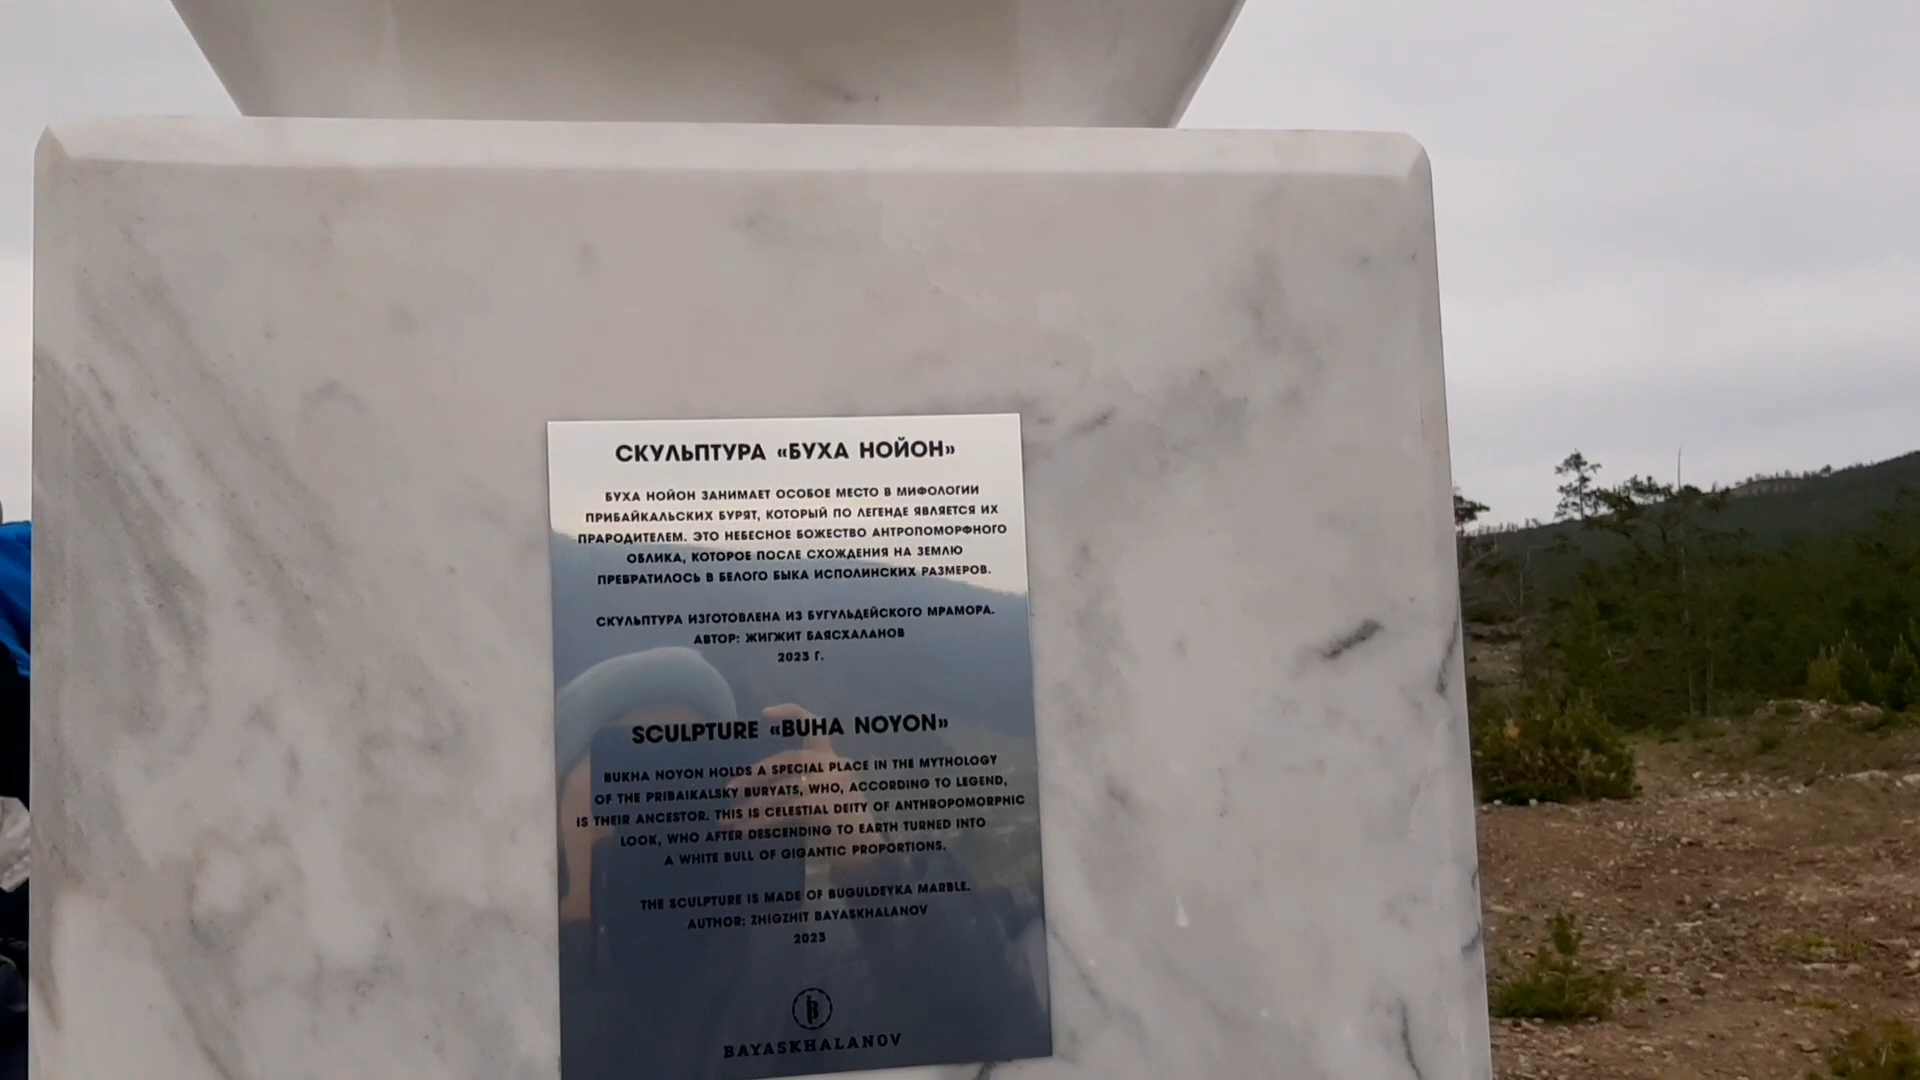 СКУЛЬПТУРА «БУХА НОЙОН»
БУХА НОЙОН ЗАНИМАЕТ ОСОБОЕ МЕСТО В МИФОЛОГИИ
ПРИБАЙКАЛЬСКИХ БУРЯТ, КОТОРЫЙ ПО ЛЕГЕНДЕ ЯВЛЯЕТСЯ ИХ
ПРАРОДИТЕЛЕМ. ЭТО НЕБЕСНОЕ БОЖЕСТВО АНТРОПОМОРФНОГО
ОБЛИКА, КОТОРОЕ ПОСЛЕ СХОЖДЕНИЯ НА ЗЕМЛЮ
ПРЕВРАТИЛОСЬ В БЕЛОГО БЫКА ИСПОЛИНСКИХ РАЗМЕРОВ.
СКУЛЬПТУРА ИЗГОТОВЛЕНА ИЗ БУГУЛЬДЕЙСКОГО МРАМОРА.
АВТОР: ЖИГЖИТ БАЯСХАЛАНОВ
2023 Г.
SCULPTURE «BUHA NOYON»
BUKHA NOYON HOLDS A SPECIAL PLACE IN THE MYTHOLOGY
OF THE PRIBAIKALSKY BURYATS, WHO, ACCORDING TO LEGEND,
IS THEIR ANCESTOR. THIS IS CELESTIAL DEITY OF ANTHROPOMORPHIC
LOOK, WHO AFTER DESCENDING TO EARTH TURNED INTO
A WHITE BULL OF GIGANTIC PROPORTIONS.
THE SCULPTURE IS MADE OF BUGULDEYKA MARBLE.
AUTHOR: ZHIGZHIT BAYASKHALANOV
2023
BAYASKHALANOV